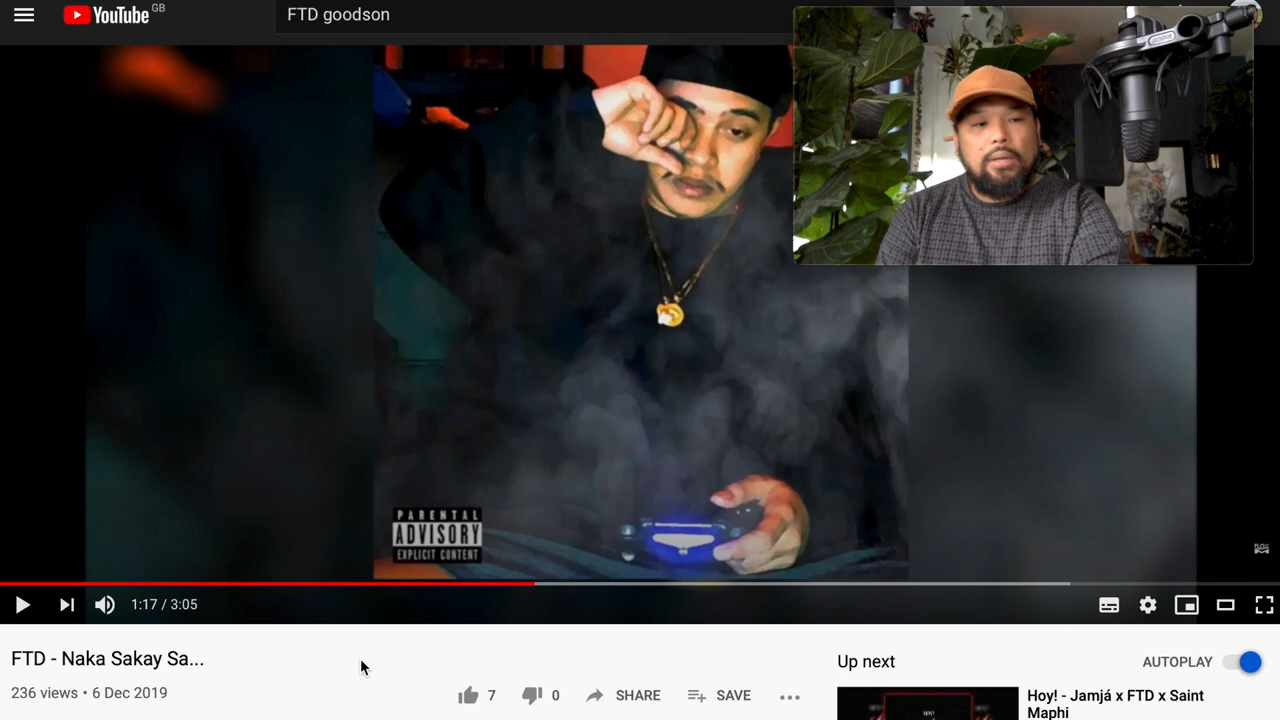 YouTube GB
FTD goodson
PARENTAL
ADVISORY
EXPLICIT CONTENT
1:17 / 3:05
FTD - Naka Sakay Sa...
236 views • 6 Dec 2019
7
0
SHARE
SAVE
Up next
AUTOPLAY
Hoy! - Jamjá x FTD x Saint
Maphi